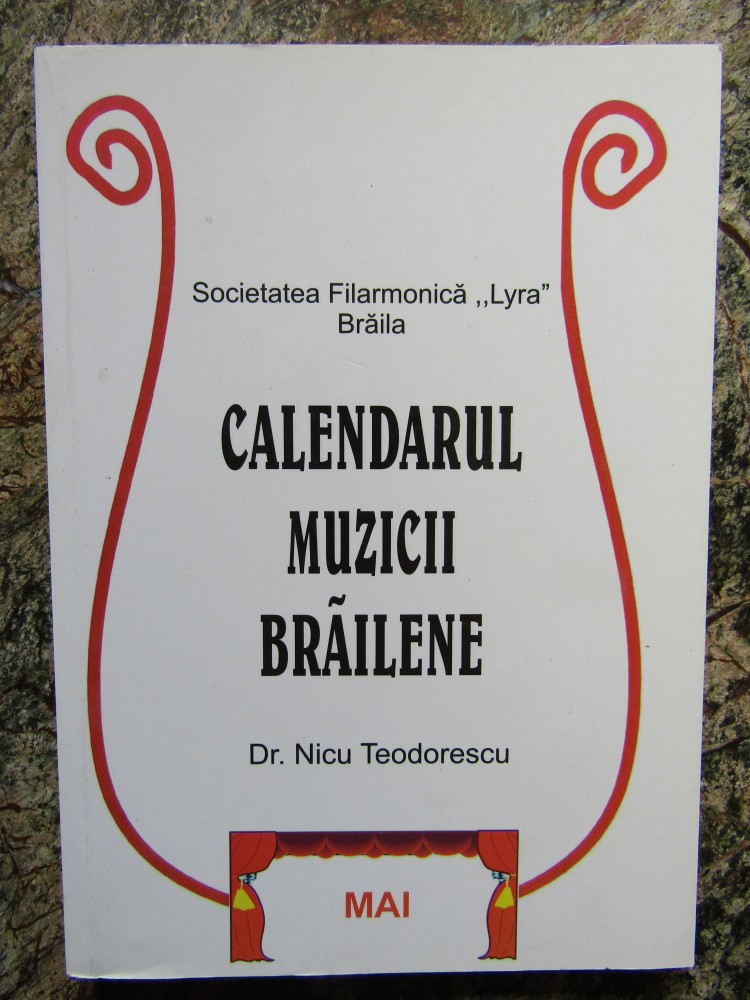 Societatea Filarmonică ,,Lyra”
Brăila
CALENDARUL
MUZICII
BRÃILENE
Dr. Nicu Teodorescu
MAI